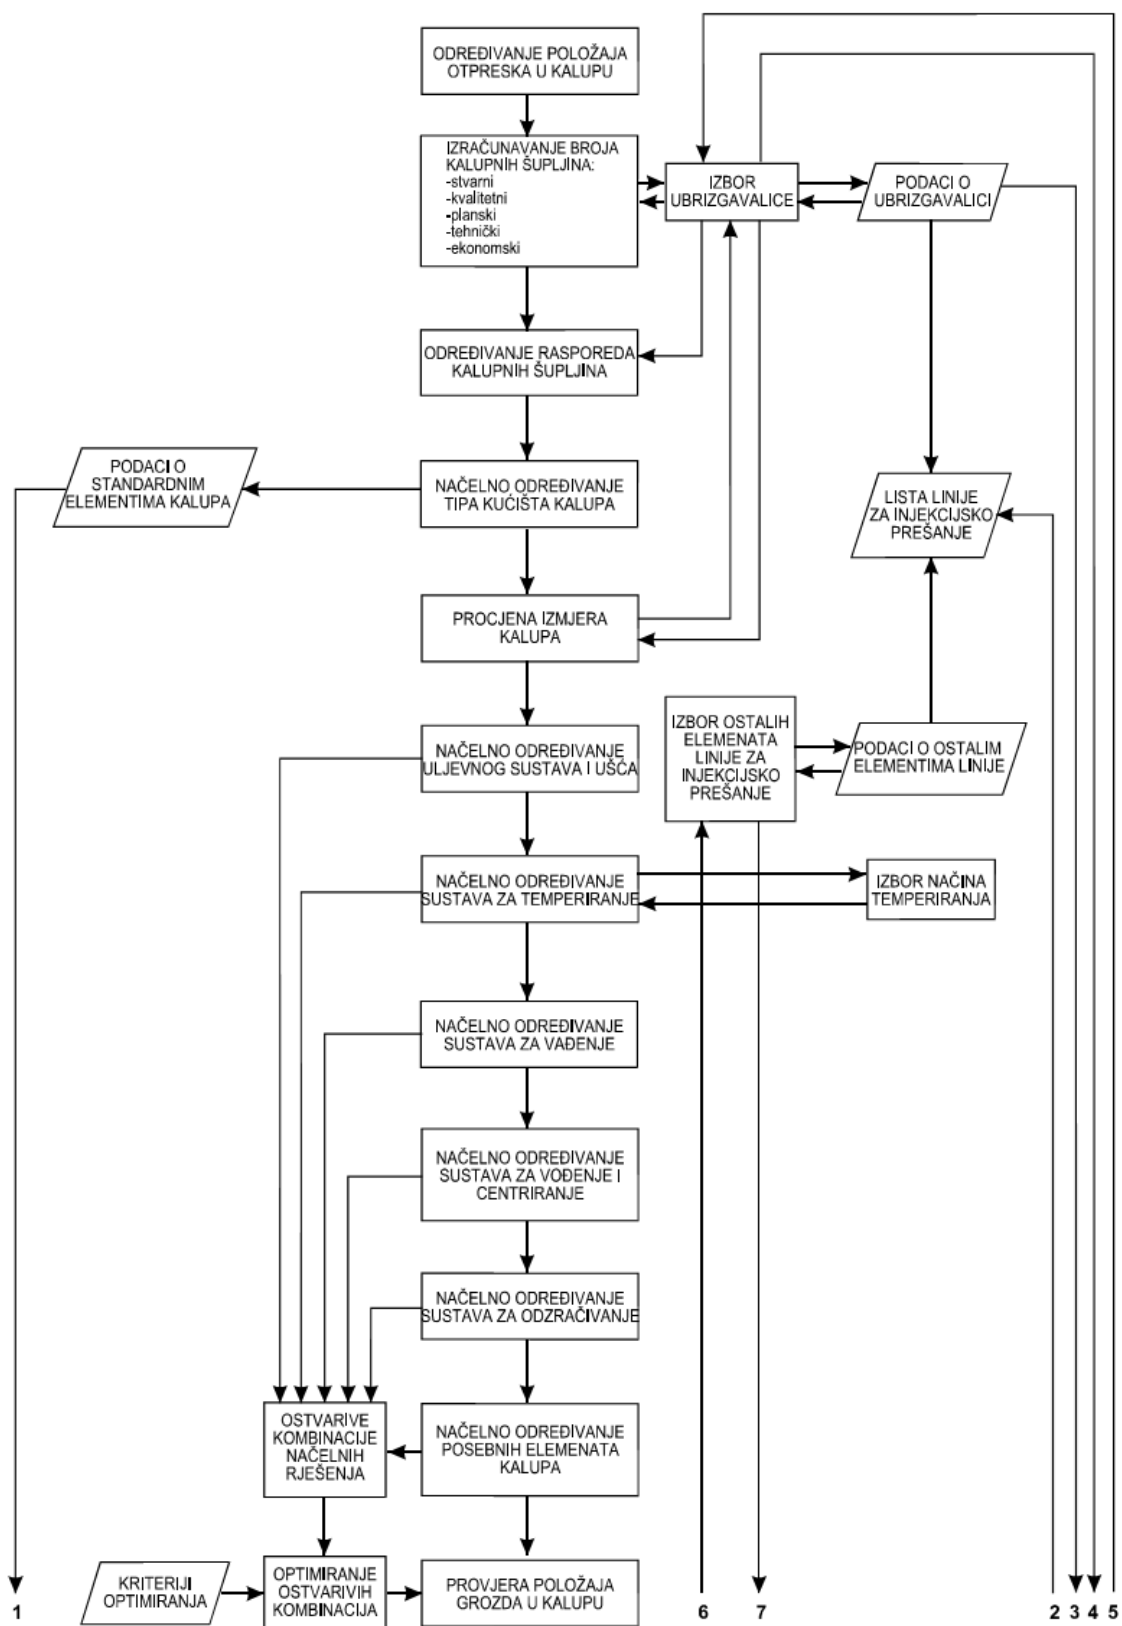 ODREĐIVANJE POLOŽAJA
OTPRESKA U KALUPU
IZRAČUNAVANJE BROJA
KALUPNIH ŠUPLJINA:
-stvarni
-kvalitetni
-planski
-tehnički
-ekonomski
IZBOR
UBRIZGAVALICE
PODACI O
UBRIZGAVALICI
ODREĐIVANJE RASPOREDA
KALUPNIH ŠUPLJINA
PODACI O
STANDARDNIM
ELEMENTIMA KALUPA
NAČELNO ODREĐIVANJE
TIPA KUĆIŠTA KALUPA
LISTA LINIJE
ZA INJEKCIJSKO
PREŠANJE
PROCJENA IZMJERA
KALUPA
NAČELNO ODREĐIVANJE
ULJEVNOG SUSTAVA I UŠĆA
IZBOR OSTALIH
ELEMENATA
LINIJE ZA
INJEKCIJSKO
PREŠANJE
PODACI O OSTALIM
ELEMENTIMA LINIJE
NAČELNO ODREĐIVANJE
SUSTAVA ZA TEMPERIRANJE
IZBOR NAČINA
TEMPERIRANJA
NAČELNO ODREĐIVANJE
SUSTAVA ZA VAĐENJE
NAČELNO ODREĐIVANJE
SUSTAVA ZA VOĐENJE I
CENTRIRANJE
NAČELNO ODREĐIVANJE
SUSTAVA ZA ODZRAČIVANJE
OSTVARIVE
KOMBINACIJE
NAČELNIH
RJEŠENJA
NAČELNO ODREĐIVANJE
POSEBNIH ELEMENATA
KALUPA
KRITERIJI
OPTIMIRANJA
OPTIMIRANJE
OSTVARIVIH
KOMBINACIJA
PROVJERA POLOŽAJA
GROZDA U KALUPU
1 6 7 2 3 4 5